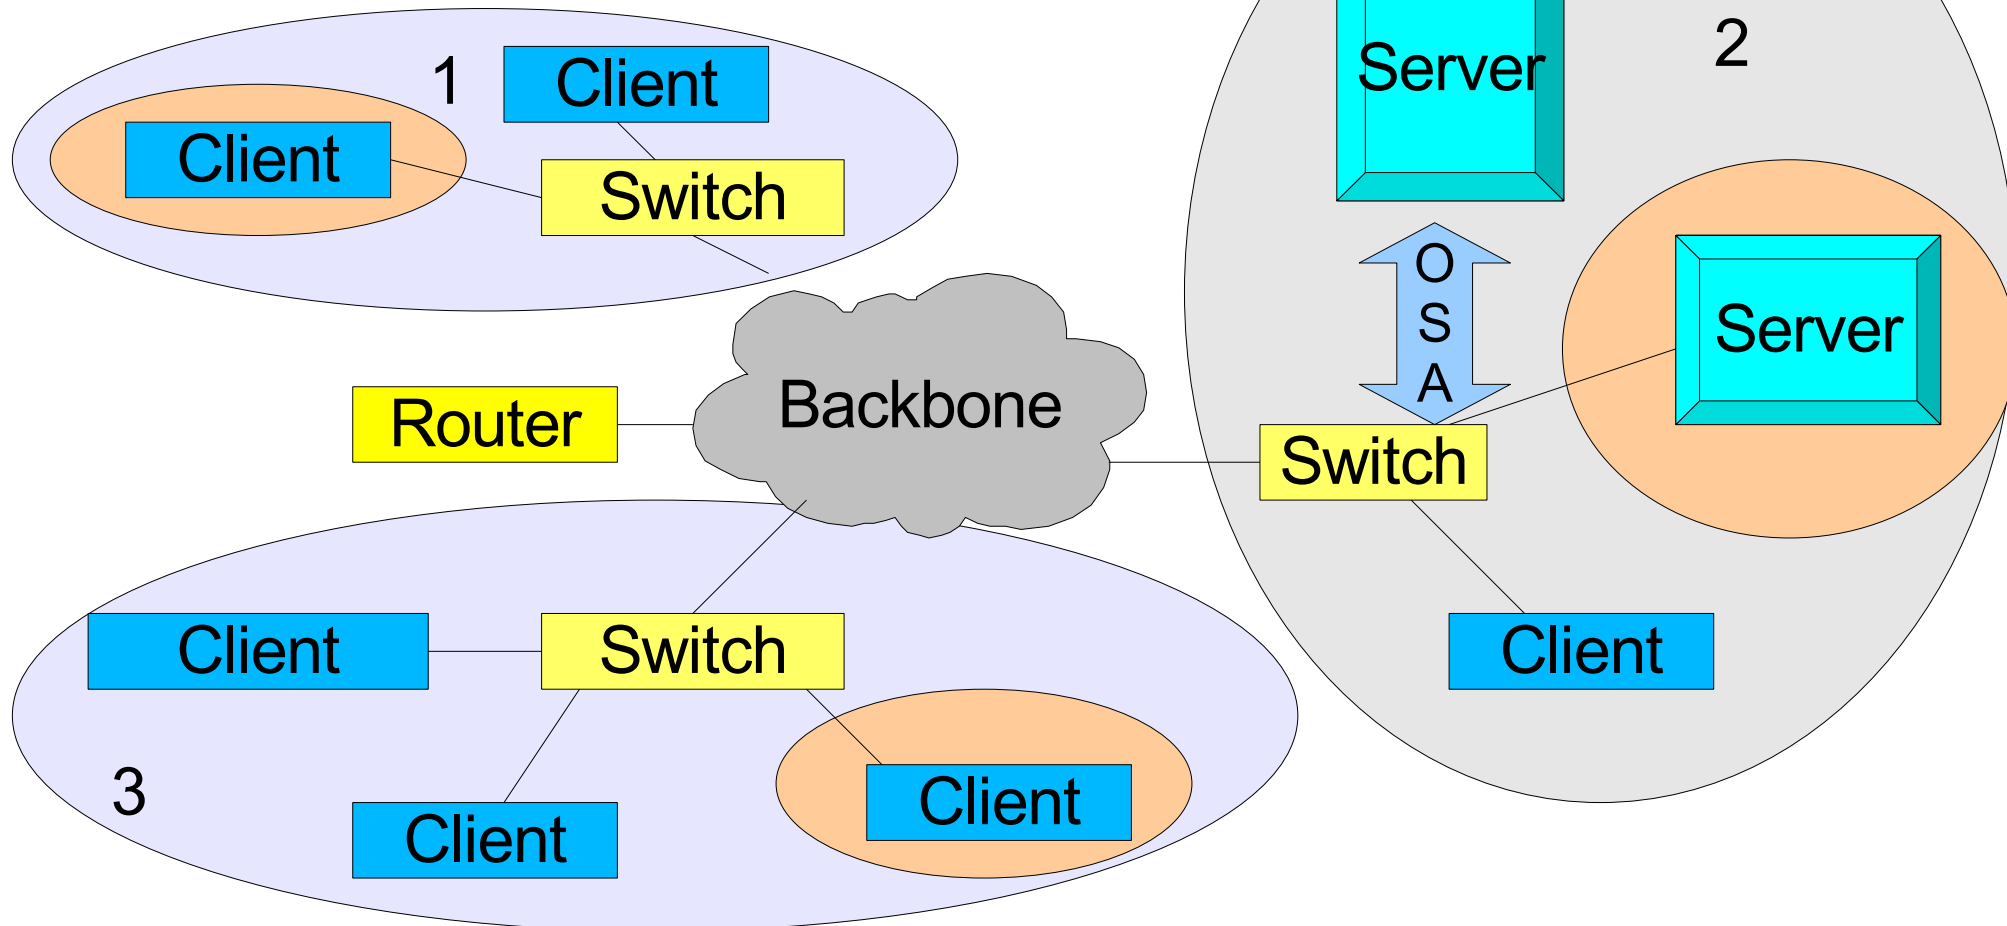 1
Client
Client
Switch
Server
2
O
S
A
Server
Backbone
Router
Switch
Client
Switch
Client
3
Client
Client